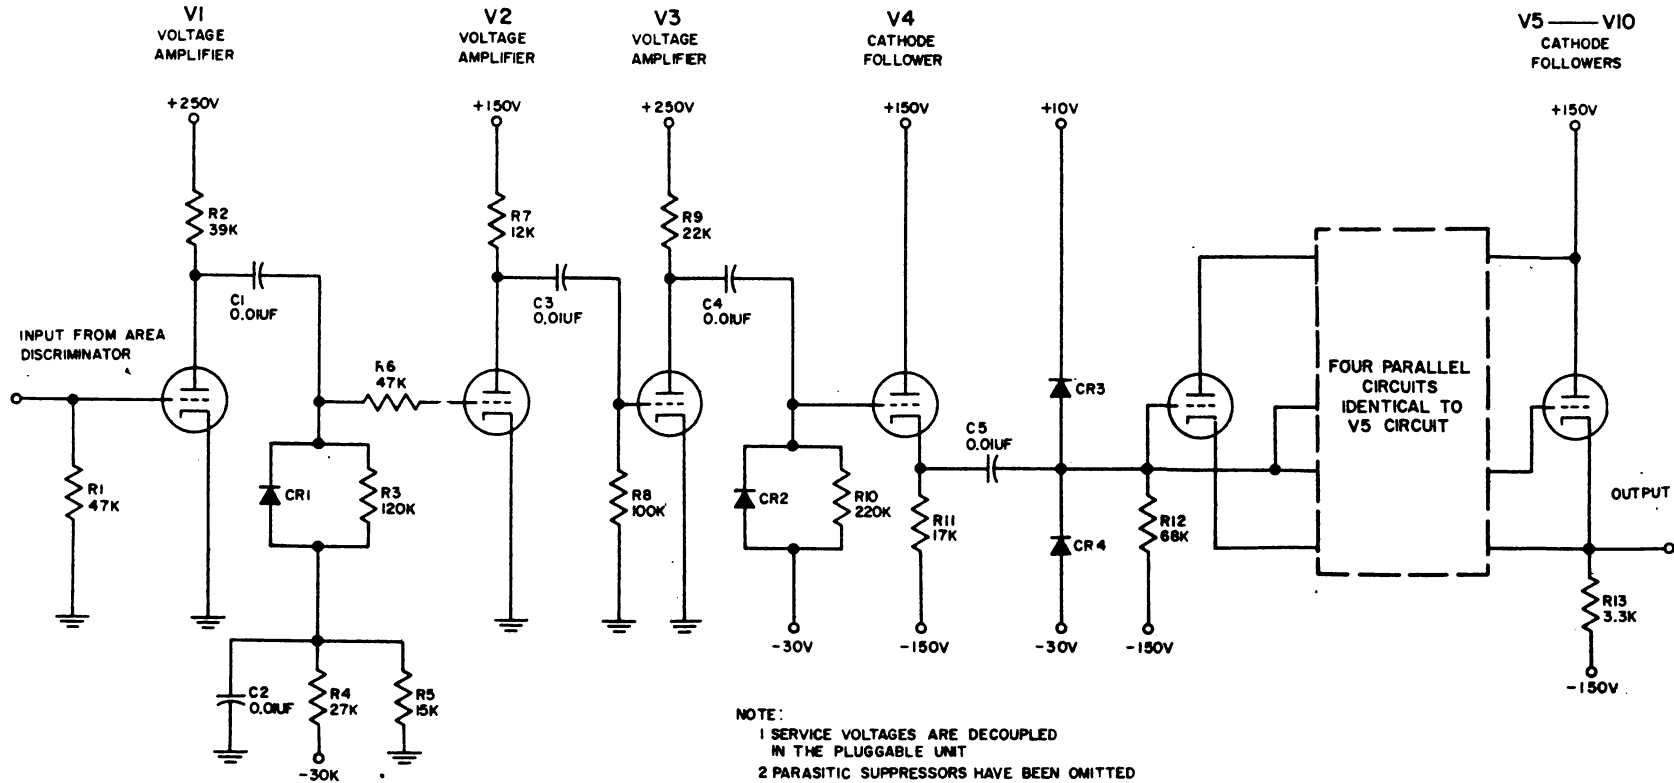 V1
VOLTAGE
AMPLIFIER
V2
VOLTAGE
AMPLIFIER
V3
VOLTAGE
AMPLIFIER
V4
CATHODE
FOLLOWER
V5 — V10
CATHODE
FOLLOWERS
+250V
+150V
+250V
+150V
+10V
+150V
R2
39K
R7
12K
R9
22K
C1
0.01UF
C3
0.01UF
C4
0.01UF
INPUT FROM AREA
DISCRIMINATOR
R6
47K
CR3
FOUR PARALLEL
CIRCUITS
IDENTICAL TO
V5 CIRCUIT
C5
0.01UF
R1
47K
CR1
R3
120K
R8
100K
CR2
R10
220K
R11
17K
CR4
R12
68K
OUTPUT
R13
3.3K
-30V
-150V
-30V
-150V
-150V
C2
0.01UF
R4
27K
R5
15K
-30K
NOTE:
1 SERVICE VOLTAGES ARE DECOUPLED
IN THE PLUGGABLE UNIT
2 PARASITIC SUPPRESSORS HAVE BEEN OMITTED